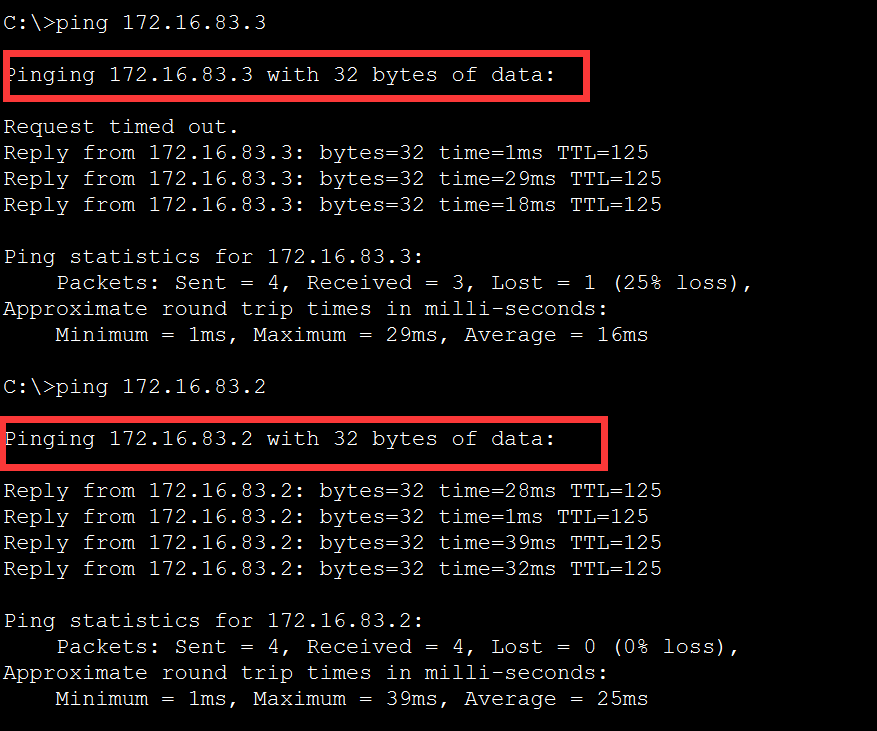 C:\>ping 172.16.83.3
Pinging 172.16.83.3 with 32 bytes of data:
Request timed out.
Reply from 172.16.83.3: bytes=32 time=1ms TTL=125
Reply from 172.16.83.3: bytes=32 time=29ms TTL=125
Reply from 172.16.83.3: bytes=32 time=18ms TTL=125
Ping statistics for 172.16.83.3:
    Packets: Sent = 4, Received = 3, Lost = 1 (25% loss),
Approximate round trip times in milli-seconds:
    Minimum = 1ms, Maximum = 29ms, Average = 16ms
C:\>ping 172.16.83.2
Pinging 172.16.83.2 with 32 bytes of data:
Reply from 172.16.83.2: bytes=32 time=28ms TTL=125
Reply from 172.16.83.2: bytes=32 time=1ms TTL=125
Reply from 172.16.83.2: bytes=32 time=39ms TTL=125
Reply from 172.16.83.2: bytes=32 time=32ms TTL=125
Ping statistics for 172.16.83.2:
    Packets: Sent = 4, Received = 4, Lost = 0 (0% loss),
Approximate round trip times in milli-seconds:
    Minimum = 1ms, Maximum = 39ms, Average = 25ms